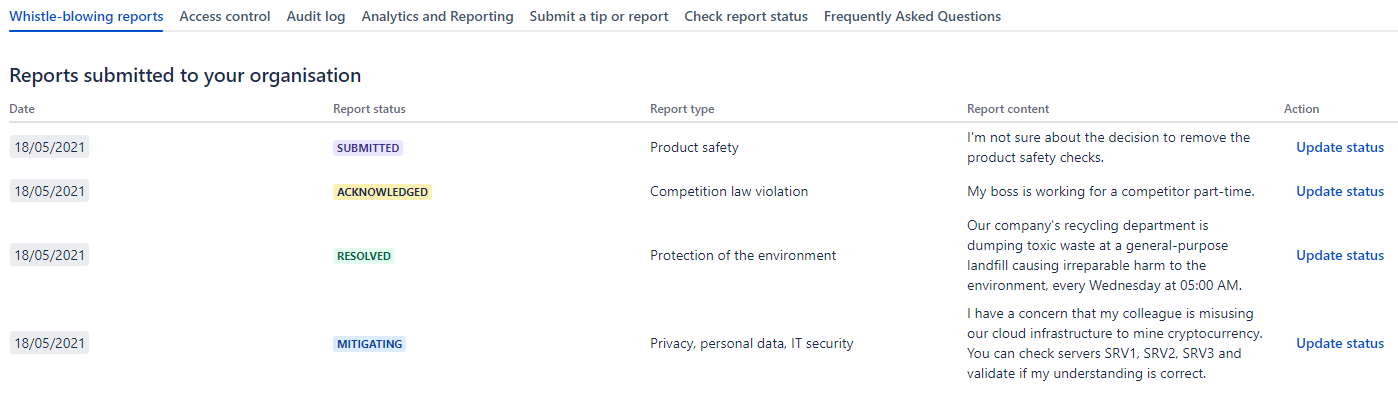 Whistle-blowing reports Access control Audit log Analytics and Reporting Submit a tip or report Check report status Frequently Asked Questions
Reports submitted to your organisation
Date Report status Report type Report content Action
18/05/2021 SUBMITTED Product safety
I'm not sure about the decision to remove the
product safety checks.
Update status
18/05/2021 ACKNOWLEDGED Competition law violation My boss is working for a competitor part-time. Update status
18/05/2021 RESOLVED Protection of the environment
Our company's recycling department is
dumping toxic waste at a general-purpose
landfill causing irreparable harm to the
environment, every Wednesday at 05:00 AM.
Update status
18/05/2021 MITIGATING Privacy, personal data, IT security
I have a concern that my colleague is misusing
our cloud infrastructure to mine cryptocurrency.
You can check servers SRV1, SRV2, SRV3 and
validate if my understanding is correct.
Update status